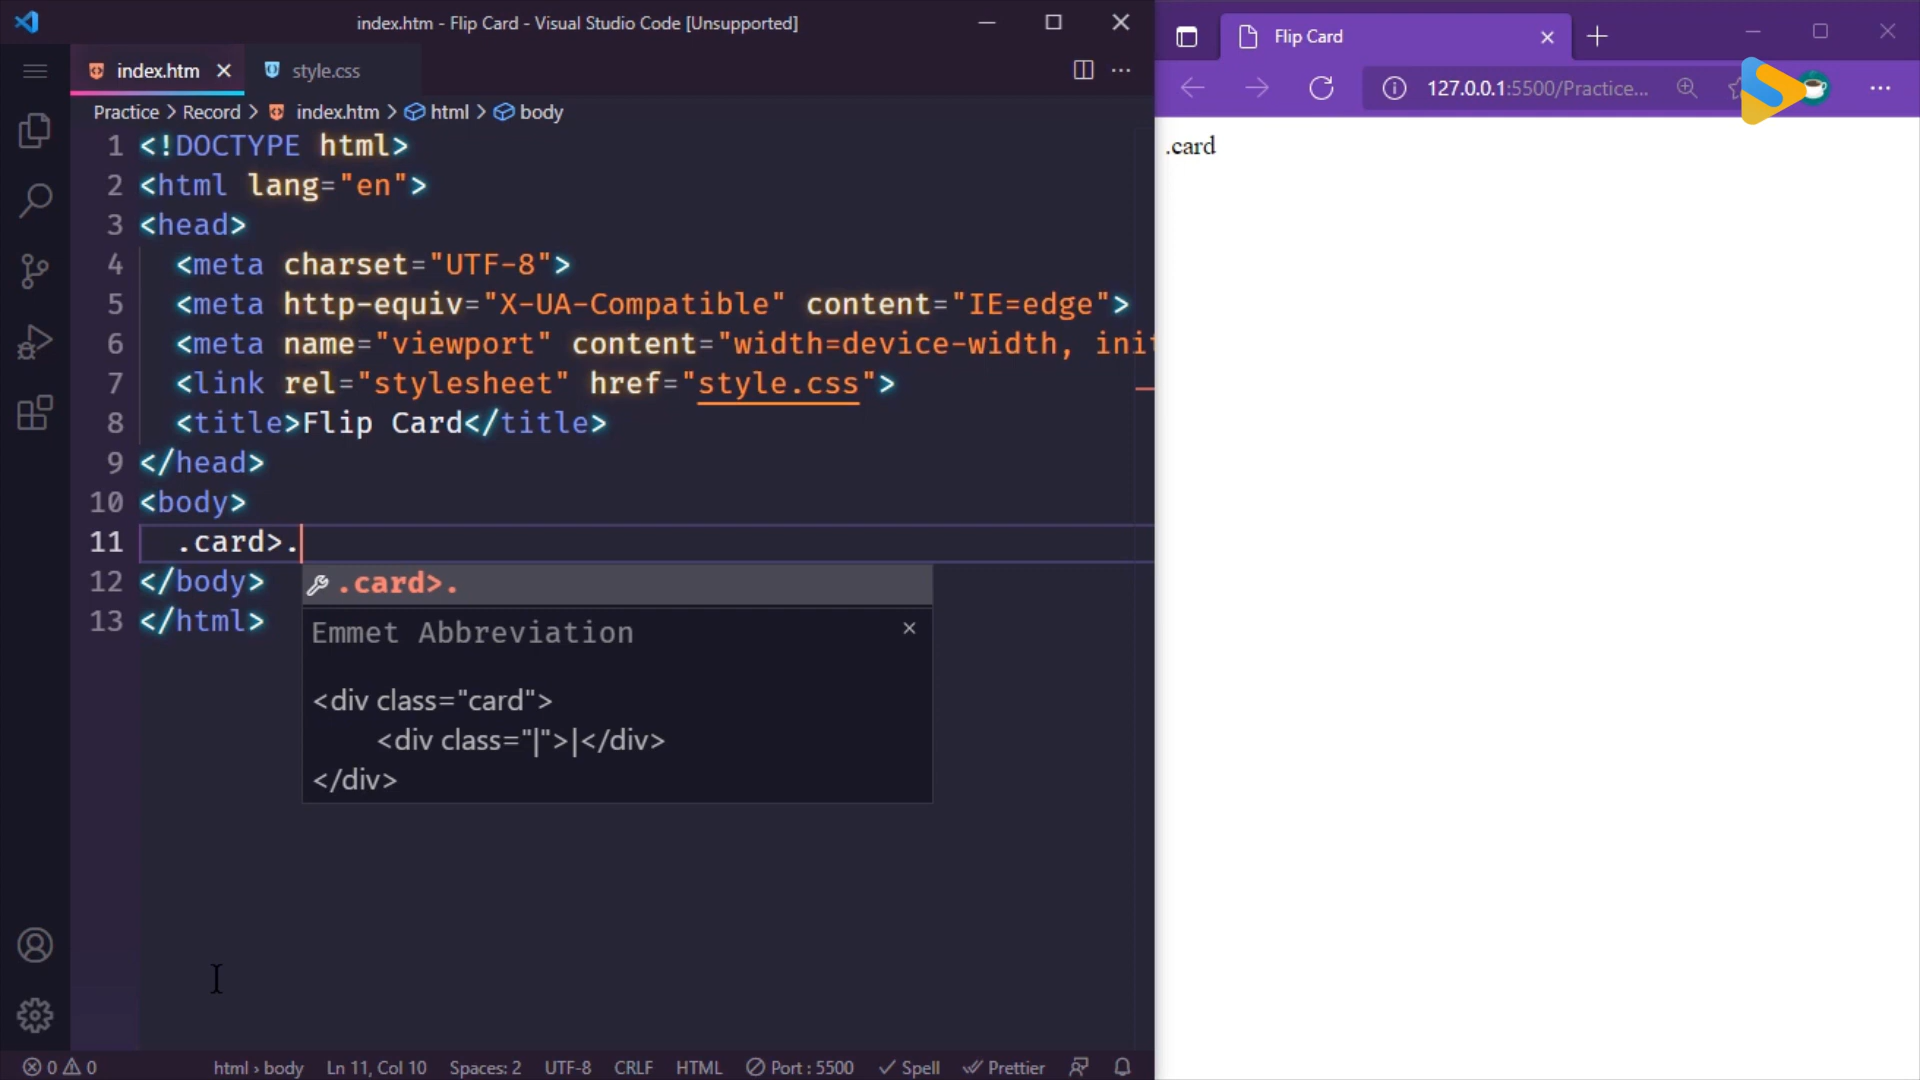 index.htm - Flip Card - Visual Studio Code [Unsupported]
index.htm
style.css
Practice > Record > index.htm > html > body
1 <!DOCTYPE html>
2 <html lang="en">
3 <head>
4 <meta charset="UTF-8">
5 <meta http-equiv="X-UA-Compatible" content="IE=edge">
6 <meta name="viewport" content="width=device-width, init
7 <link rel="stylesheet" href="style.css">
8 <title>Flip Card</title>
9 </head>
10 <body>
11 .card>.
12 </body>
13 </html>
.card>.
Emmet Abbreviation
<div class="card">
<div class="|">|</div>
</div>
0 0 html › body Ln 11, Col 10 Spaces: 2 UTF-8 CRLF HTML Port : 5500 Spell Prettier
Flip Card
127.0.0.1:5500/Practice...
.card